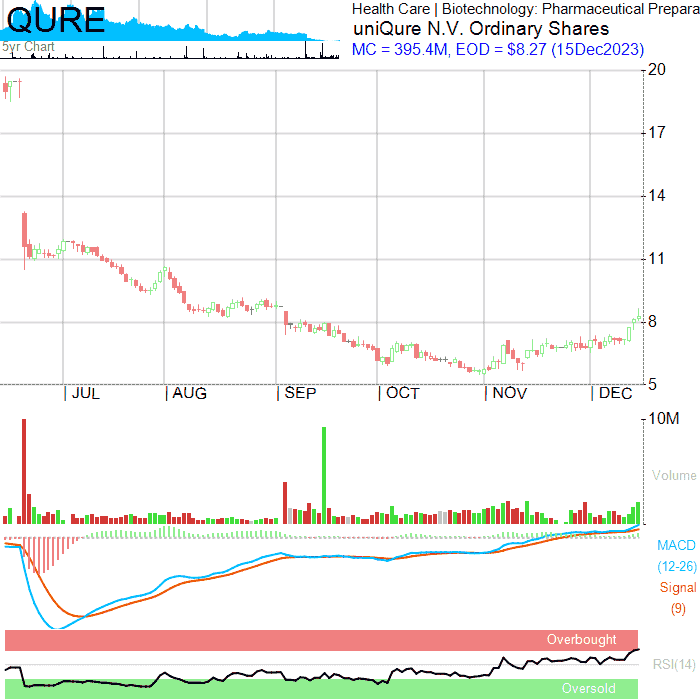 QURE
5yr Chart
Health Care | Biotechnology: Pharmaceutical Prepara
uniQure N.V. Ordinary Shares
MC = 395.4M, EOD = $8.27 (15Dec2023)
20
17
14
11
8
5
JUL
AUG
SEP
OCT
NOV
DEC
10M
Volume
MACD
(12-26)
Signal
(9)
Overbought
RSI(14)
Oversold